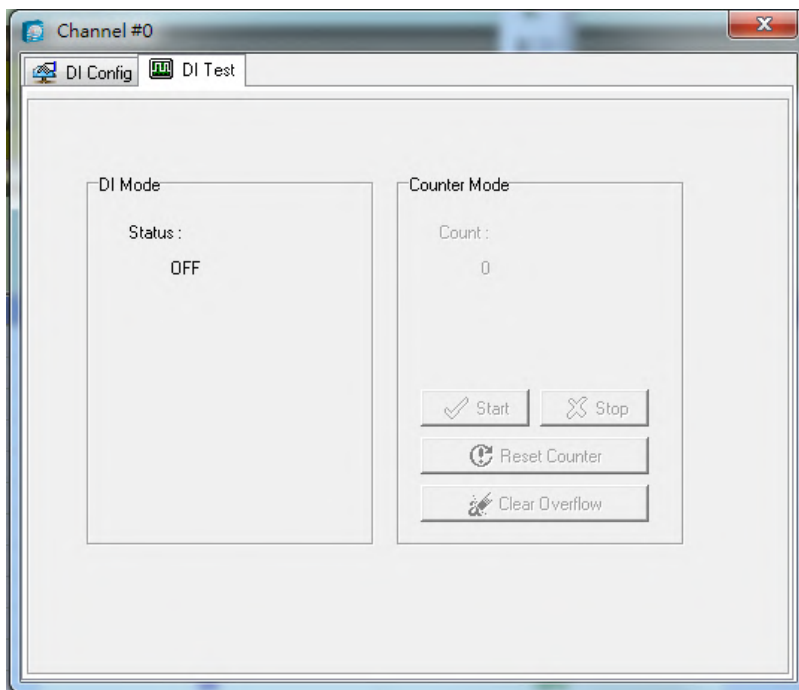 Channel #0
DI Config DI Test
DI Mode
Status :
OFF
Counter Mode
Count :
0
Start Stop
Reset Counter
Clear Overflow